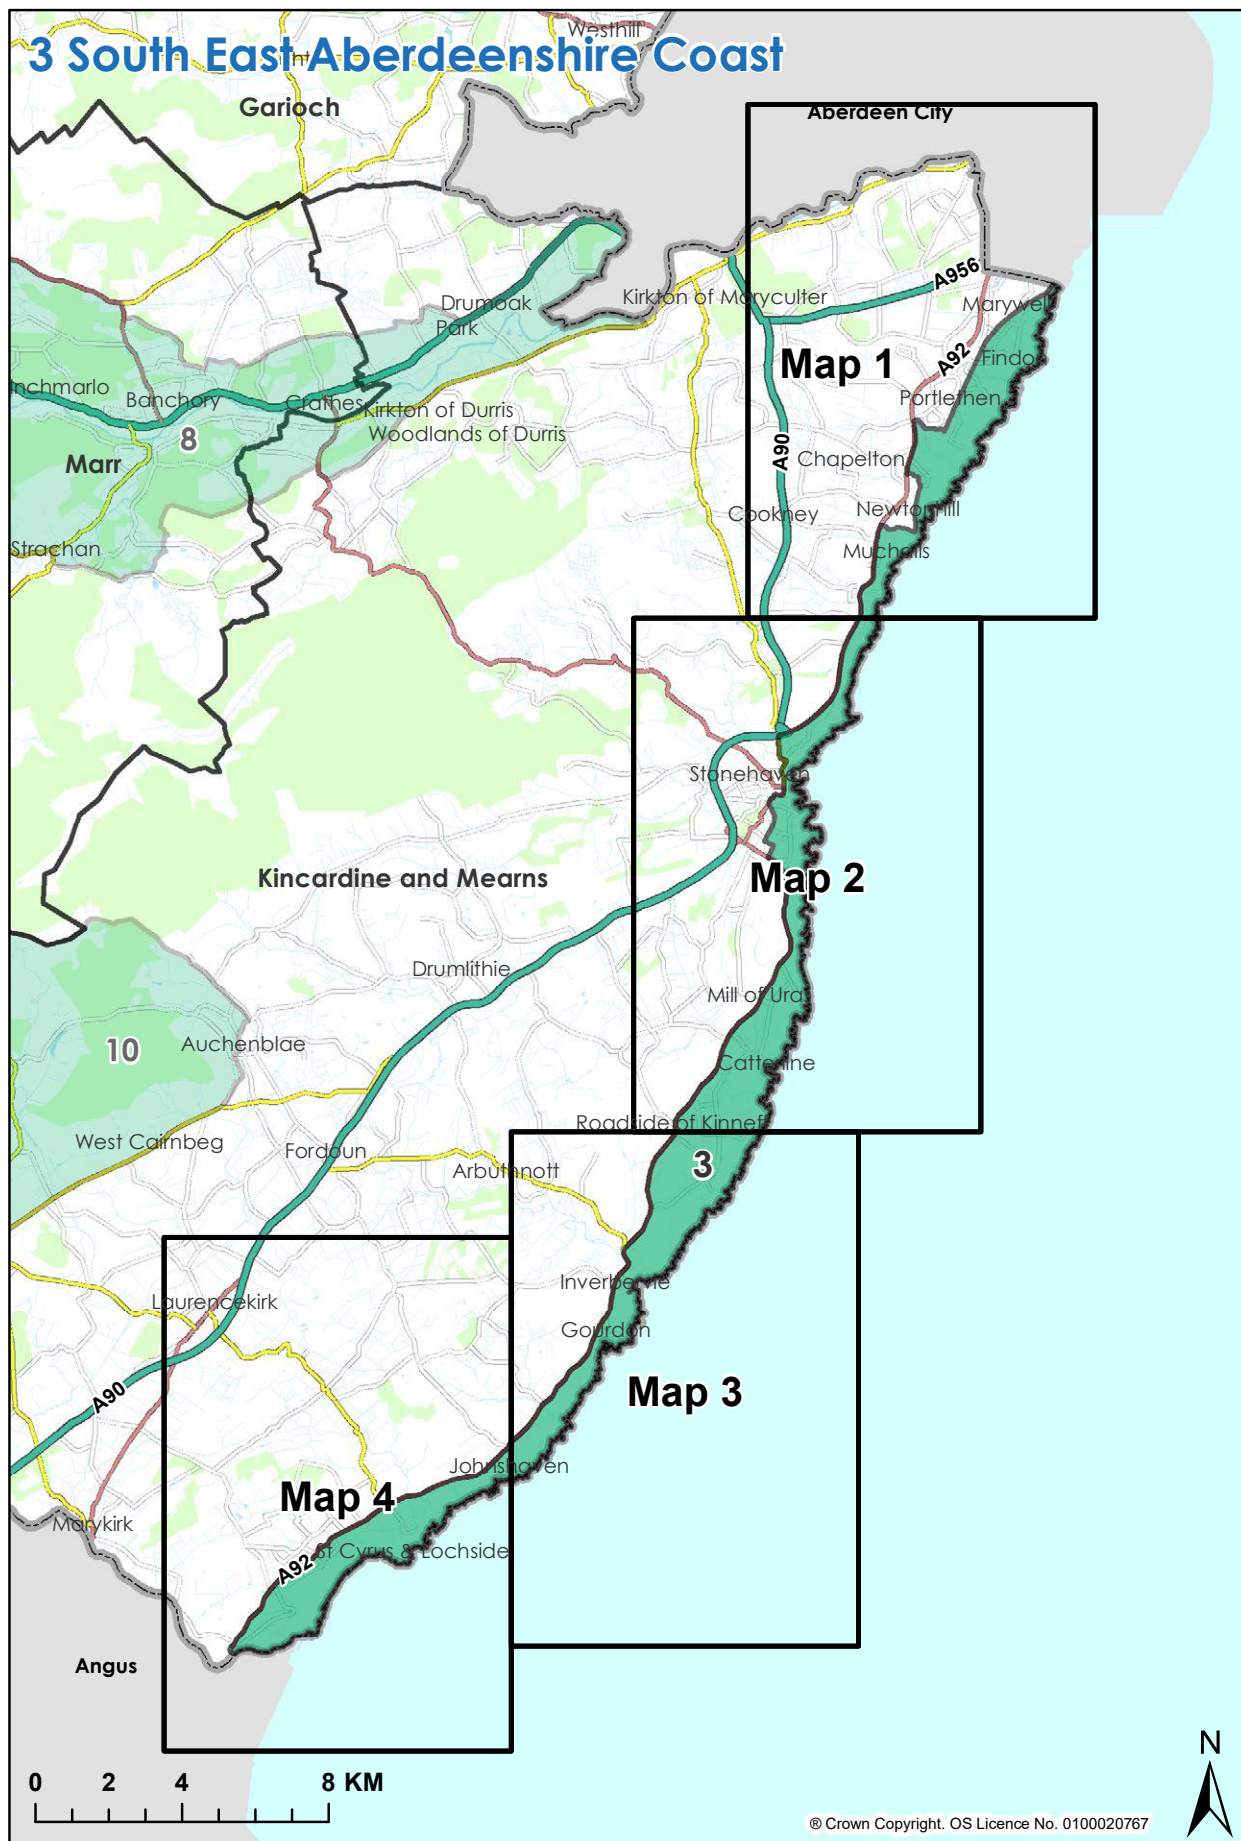 3 South East Aberdeenshire Coast
Westhill
Garioch
Aberdeen City
Drumoak
Park
Kirkton of Maryculter
A956
Marywell
Map 1
A92
Findon
Portlethen
Inchmarlo
Banchory
Crathes
Kirkton of Durris
Woodlands of Durris
8
Marr
A90
Chapelton
Cookney
Newtonhill
Muchalls
Strachan
Stonehaven
Map 2
Kincardine and Mearns
Drumlithie
Mill of Uras
Auchenblae
10
Catterline
Roadside of Kinneff
West Cairnbeg
Fordoun
Arbuthnott
3
Inverbervie
Laurencekirk
Gourdon
A90
Map 3
Johnshaven
Map 4
Marykirk
A92
St Cyrus & Lochside
Angus
N
0 2 4 8 KM
® Crown Copyright. OS Licence No. 0100020767